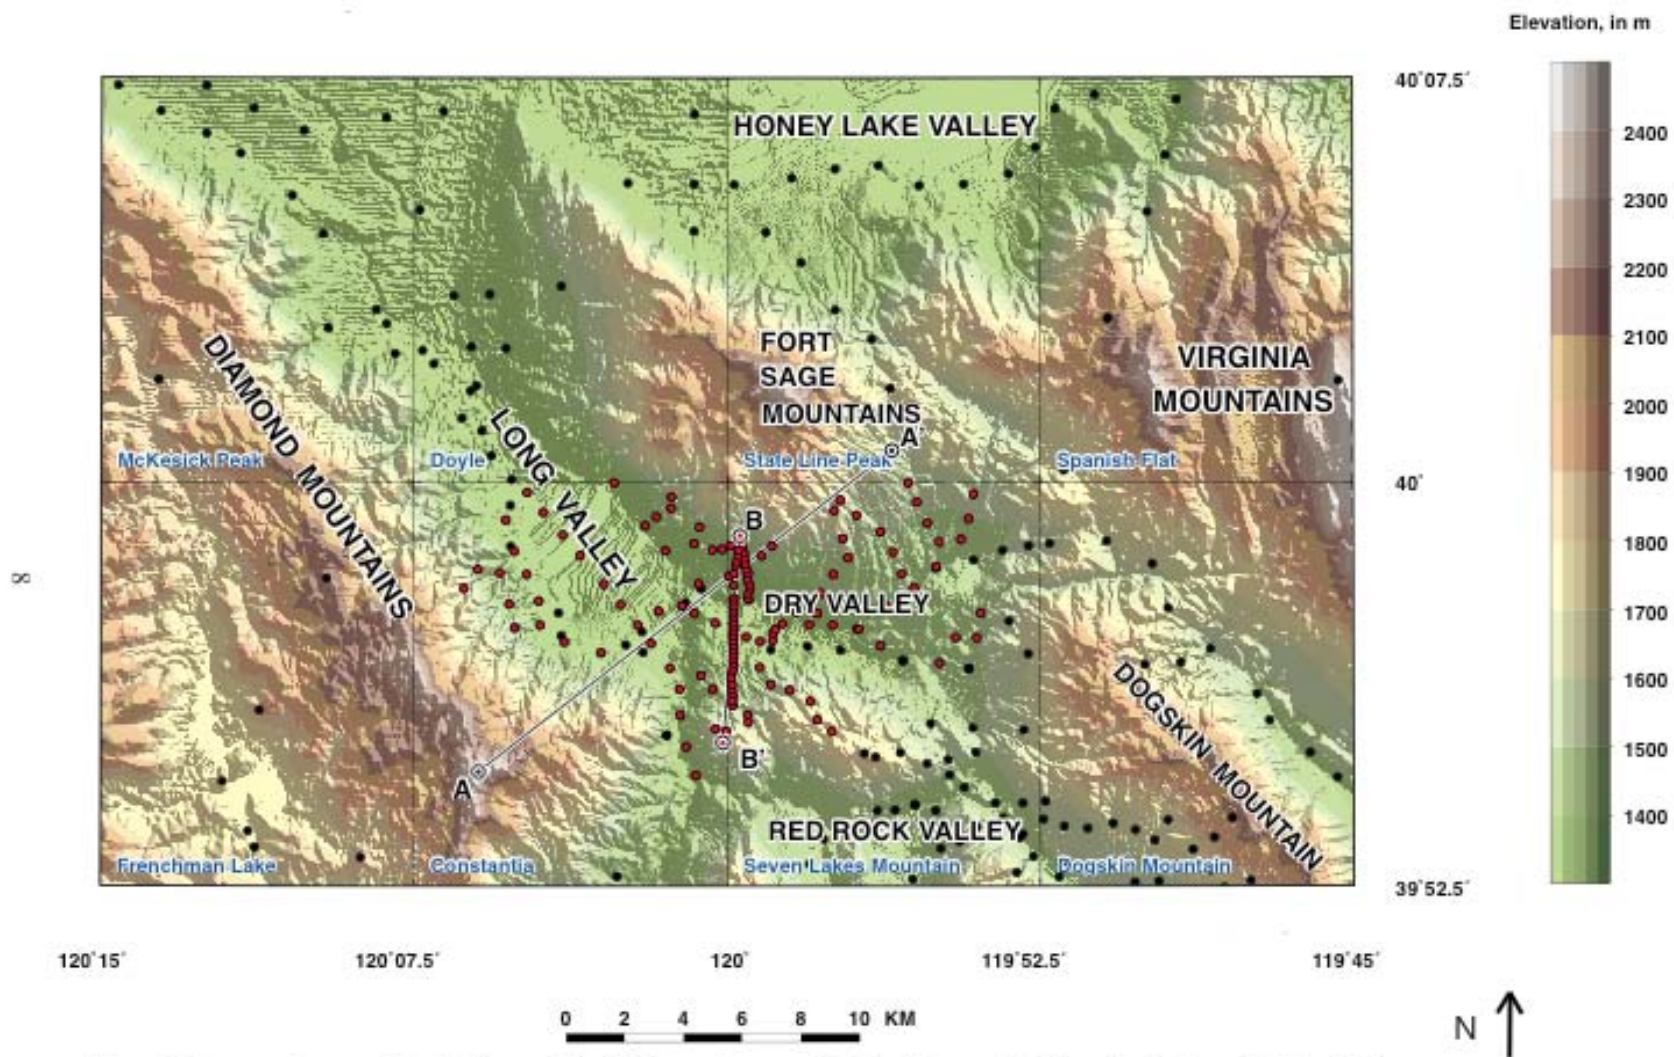 Elevation, in m
40°07.5´
HONEY LAKE VALLEY
2400
2300
2200
2100
FORT
SAGE
MOUNTAINS
VIRGINIA
MOUNTAINS
2000
DIAMOND MOUNTAINS
LONG VALLEY
A´
McKesick Peak
Doyle
State Line Peak
Spanish Flat
1900
40°
B
1800
8
DRY VALLEY
1700
DOGSKIN MOUNTAIN
1600
1500
A
B´
1400
RED ROCK VALLEY
Frenchman Lake
Constantia
Seven Lakes Mountain
Dogskin Mountain
39°52.5´
120°15´
120°07.5´
120°
119°52.5´
119°45´
0 2 4 6 8 10 KM
N